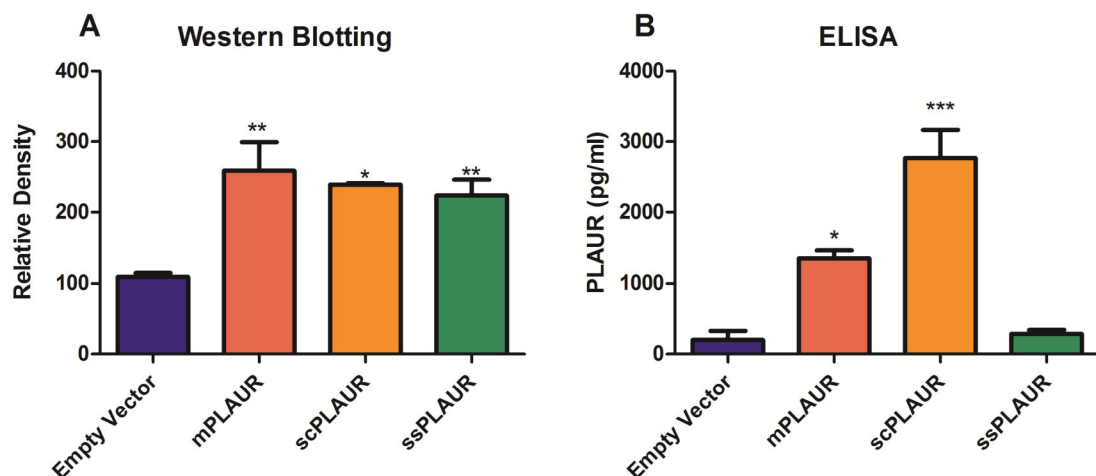 A
Western Blotting
Relative Density
400
300
200
100
0
**
*
**
Empty Vector
mPLAUR
scPLAUR
ssPLAUR
B
ELISA
PLAUR (pg/ml)
4000
3000
2000
1000
0
*
***
Empty Vector
mPLAUR
scPLAUR
ssPLAUR